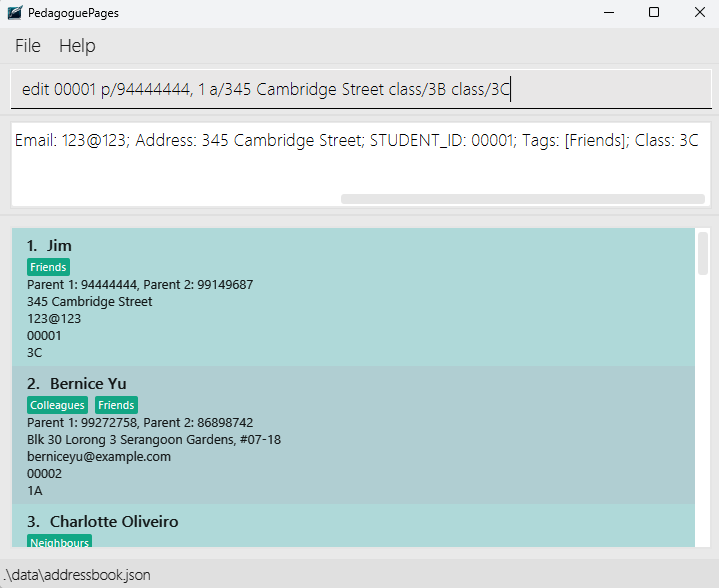 PedagoguePages
File Help
edit 00001 p/94444444, 1 a/345 Cambridge Street class/3B class/3C
Email: 123@123; Address: 345 Cambridge Street; STUDENT_ID: 00001; Tags: [Friends]; Class: 3C
1. Jim
Friends
Parent 1: 94444444, Parent 2: 99149687
345 Cambridge Street
123@123
00001
3C
2. Bernice Yu
Colleagues Friends
Parent 1: 99272758, Parent 2: 86898742
Blk 30 Lorong 3 Serangoon Gardens, #07-18
berniceyu@example.com
00002
1A
3. Charlotte Oliveiro
Neighbours
.\data\addressbook.json